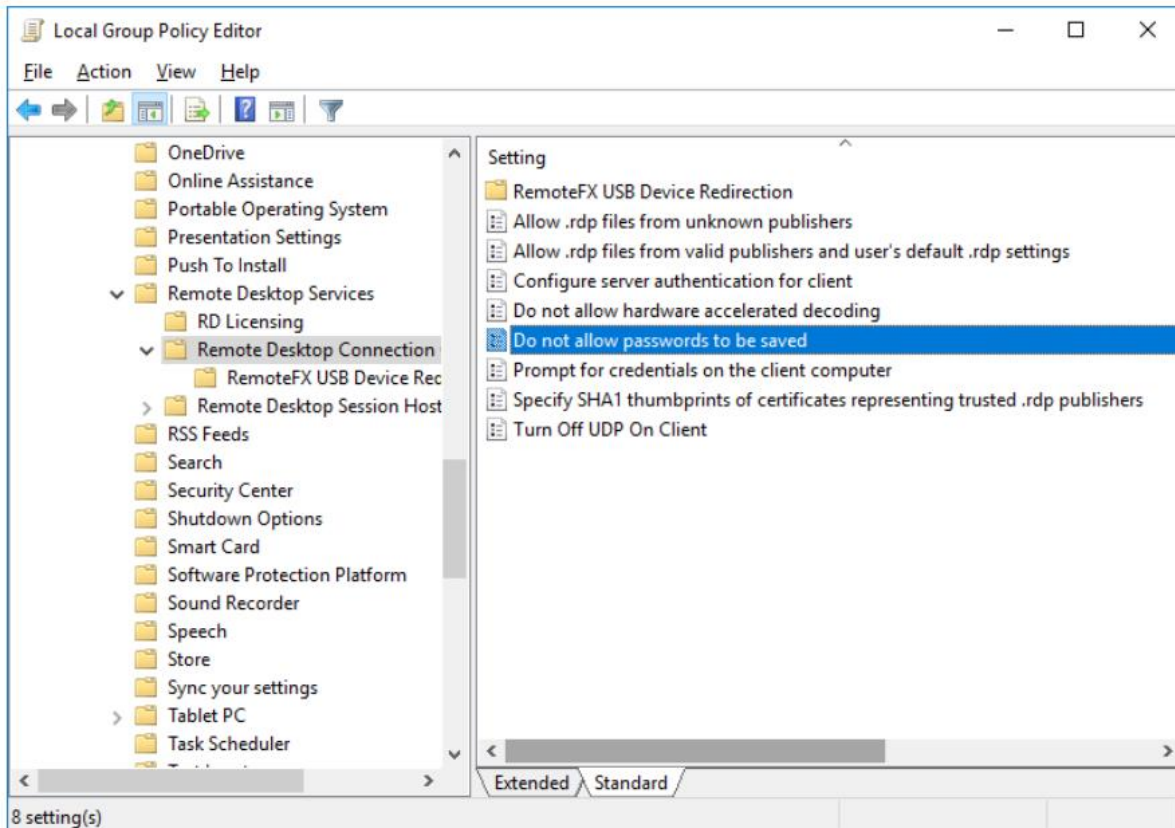 Local Group Policy Editor
File Action View Help
OneDrive
Online Assistance
Portable Operating System
Presentation Settings
Push To Install
Remote Desktop Services
RD Licensing
Remote Desktop Connection
RemoteFX USB Device Red
Remote Desktop Session Host
RSS Feeds
Search
Security Center
Shutdown Options
Smart Card
Software Protection Platform
Sound Recorder
Speech
Store
Sync your settings
Tablet PC
Task Scheduler
Setting
RemoteFX USB Device Redirection
Allow .rdp files from unknown publishers
Allow .rdp files from valid publishers and user's default .rdp settings
Configure server authentication for client
Do not allow hardware accelerated decoding
Do not allow passwords to be saved
Prompt for credentials on the client computer
Specify SHA1 thumbprints of certificates representing trusted .rdp publishers
Turn Off UDP On Client
Extended Standard
8 setting(s)